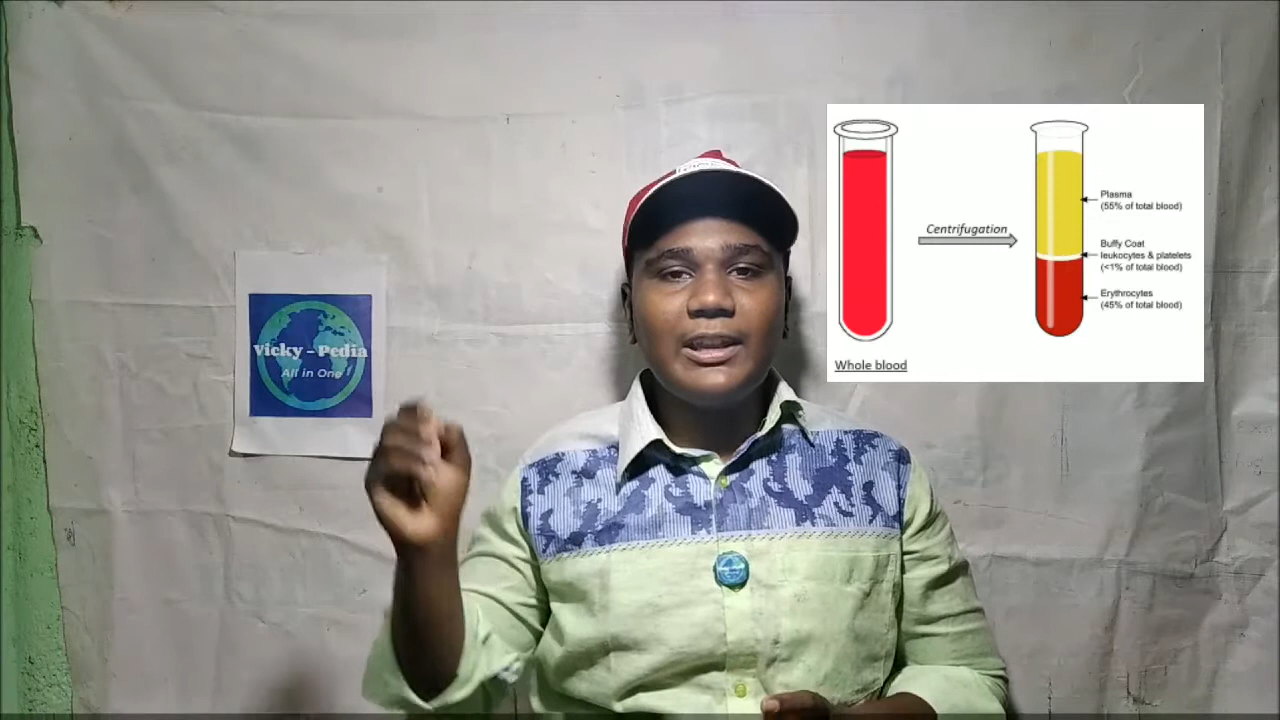 Vicky - Pedia
All in One
Centrifugation
Plasma
(55% of total blood)
Buffy Coat
leukocytes & platelets
(<1% of total blood)
Erythrocytes
(45% of total blood)
Whole blood